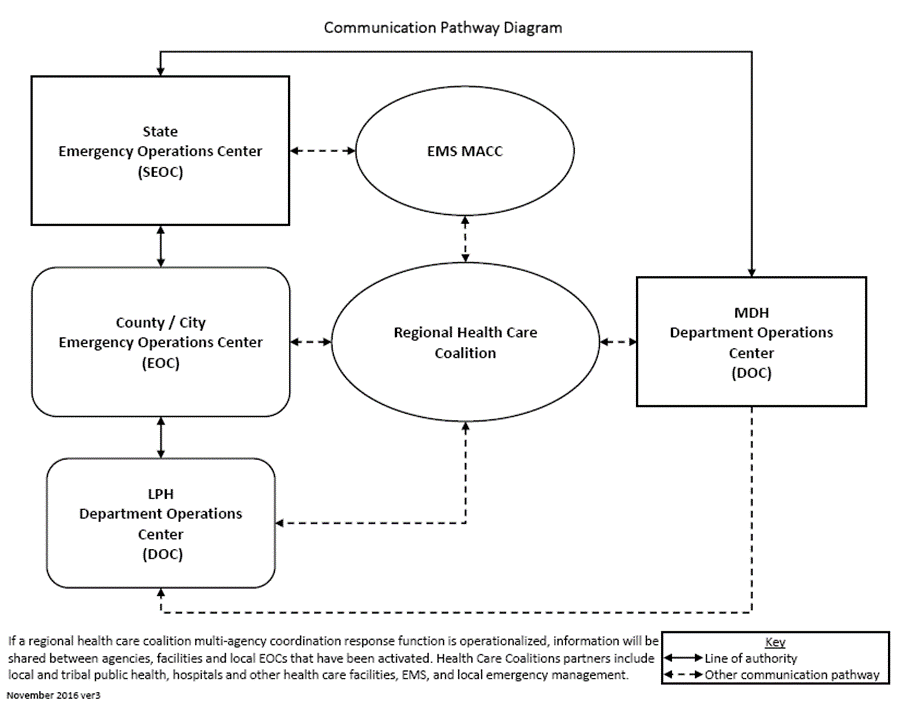 Communication Pathway Diagram
State
Emergency Operations Center
(SEOC)
EMS MACC
County / City
Emergency Operations Center
(EOC)
Regional Health Care
Coalition
MDH
Department Operations
Center
(DOC)
LPH
Department Operations
Center
(DOC)
If a regional health care coalition multi-agency coordination response function is operationalized, information will be
shared between agencies, facilities and local EOCs that have been activated. Health Care Coalitions partners include
local and tribal public health, hospitals and other health care facilities, EMS, and local emergency management.
November 2016 ver3
Key
Line of authority
Other communication pathway